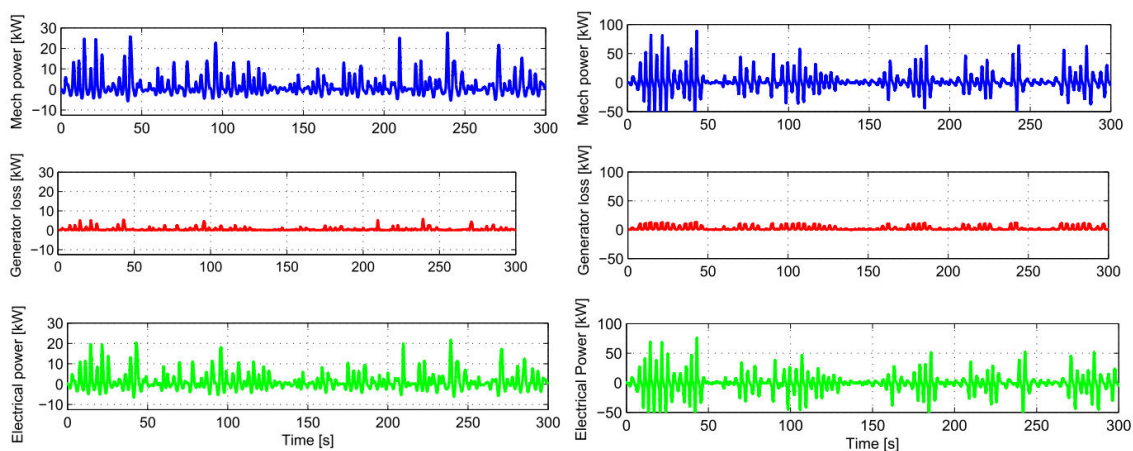 Mech power [kW]
30
20
10
0
−10
0 50 100 150 200 250 300
Generator loss [kW]
30
20
10
0
−10
0 50 100 150 200 250 300
Electrical power [kW]
30
20
10
0
−10
0 50 100 150 200 250 300
Time [s]
Mech power [kW]
100
50
0
−50
0 50 100 150 200 250 300
Generator loss [kW]
100
50
0
−50
0 50 100 150 200 250 300
Electrical Power [kW]
100
50
0
−50
0 50 100 150 200 250 300
Time [s]